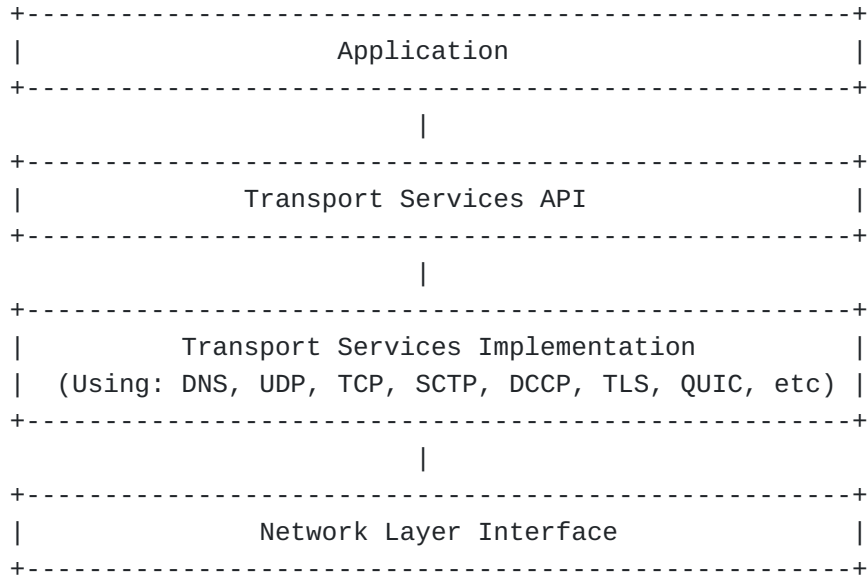 Application
Transport Services API
Transport Services Implementation
(Using: DNS, UDP, TCP, SCTP, DCCP, TLS, QUIC, etc)
Network Layer Interface